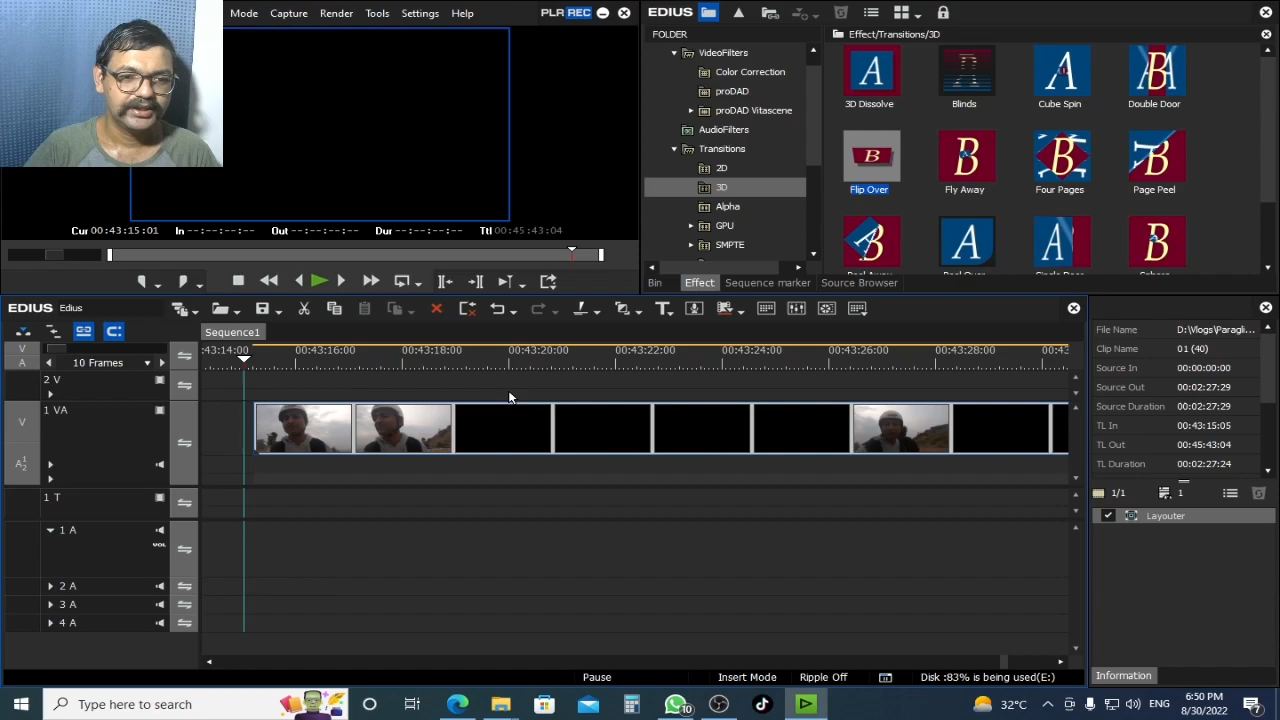 Mode Capture Render Tools Settings Help PLR REC
Cur 00:43:15:01 In --:--:--:-- Out --:--:--:-- Dur --:--:--:-- Ttl 00:45:43:04
EDIUS
FOLDER
VideoFilters
Color Correction
proDAD
proDAD Vitascene
AudioFilters
Transitions
2D
3D
Alpha
GPU
SMPTE
Effect/Transitions/3D
3D Dissolve Blinds Cube Spin Double Door
Flip Over Fly Away Four Pages Page Peel
Bin Effect Sequence marker Source Browser
EDIUS Edius
Sequence1
V
A
10 Frames
:43:14:00 00:43:16:00 00:43:18:00 00:43:20:00 00:43:22:00 00:43:24:00 00:43:26:00 00:43:28:00 00:43
2 V
1 VA
V
A 1 2
1 T
1 A
VOL
2 A
3 A
4 A
Pause Insert Mode Ripple Off Disk :83% is being used(E:)
File Name D:\Vlogs\Paragli...
Clip Name 01 (40)
Source In 00:00:00:00
Source Out 00:02:27:29
Source Duration 00:02:27:29
TL In 00:43:15:05
TL Out 00:45:43:04
TL Duration 00:02:27:24
1/1 1
Layouter
Information
Type here to search
10
32°C
ENG
6:50 PM
8/30/2022